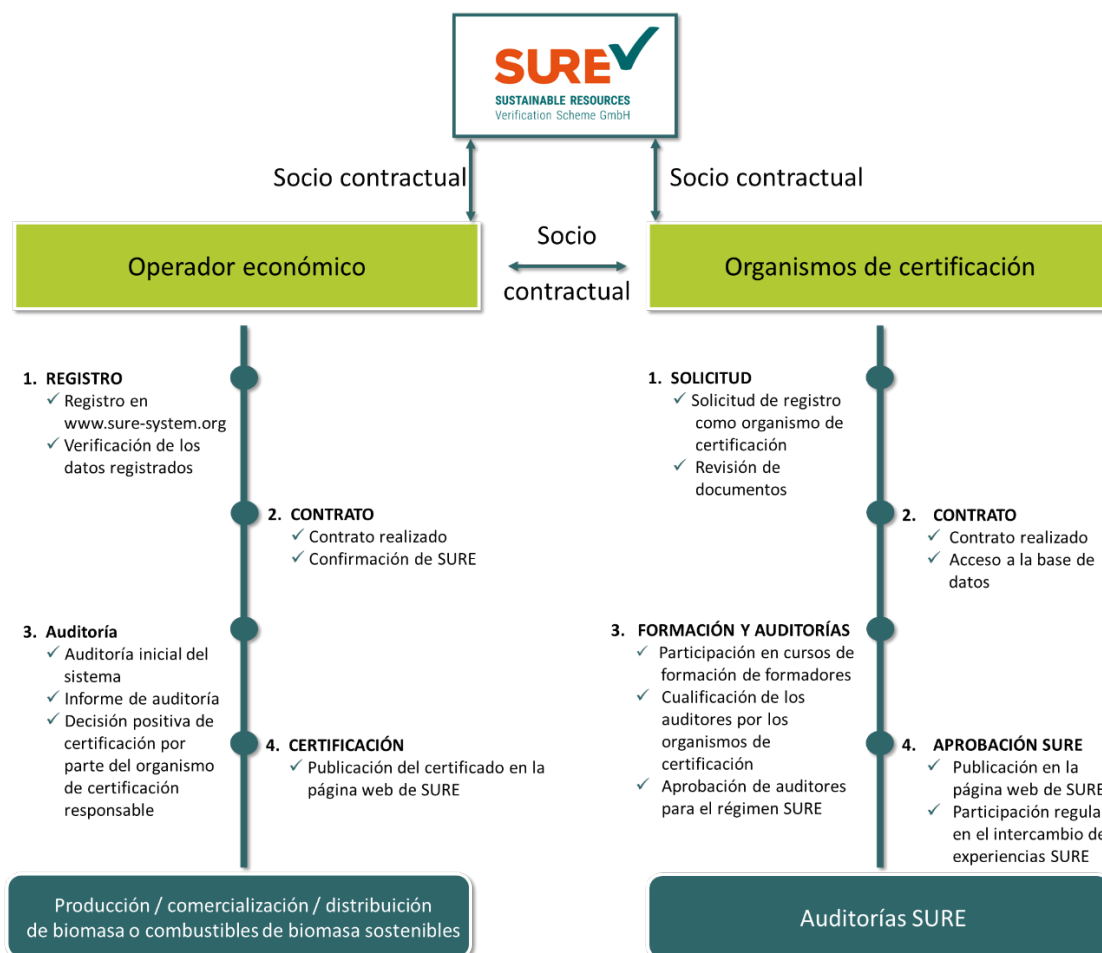 SURE
SUSTAINABLE RESOURCES
Verification Scheme GmbH
Socio contractual
Socio contractual
Operador económico
Socio
contractual
Organismos de certificación
1. REGISTRO
✓ Registro en
www.sure-system.org
✓ Verificación de los
datos registrados
2. CONTRATO
✓ Contrato realizado
✓ Confirmación de SURE
3. Auditoría
✓ Auditoría inicial del
sistema
✓ Informe de auditoría
✓ Decisión positiva de
certificación por
parte del organismo
de certificación
responsable
4. CERTIFICACIÓN
✓ Publicación del certificado en la
página web de SURE
Producción / comercialización / distribuición
de biomasa o combustibles de biomasa sostenibles
1. SOLICITUD
✓ Solicitud de registro
como organismo de
certificación
✓ Revisión de
documentos
2. CONTRATO
✓ Contrato realizado
✓ Acceso a la base de
datos
3. FORMACIÓN Y AUDITORÍAS
✓ Participación en cursos de
formación de formadores
✓ Cualificación de los
auditores por los
organismos de
certificación
✓ Aprobación de auditores
para el régimen SURE
4. APROBACIÓN SURE
✓ Publicación en la
página web de SURE
✓ Participación regula
en el intercambio de
experiencias SURE
Auditorías SURE